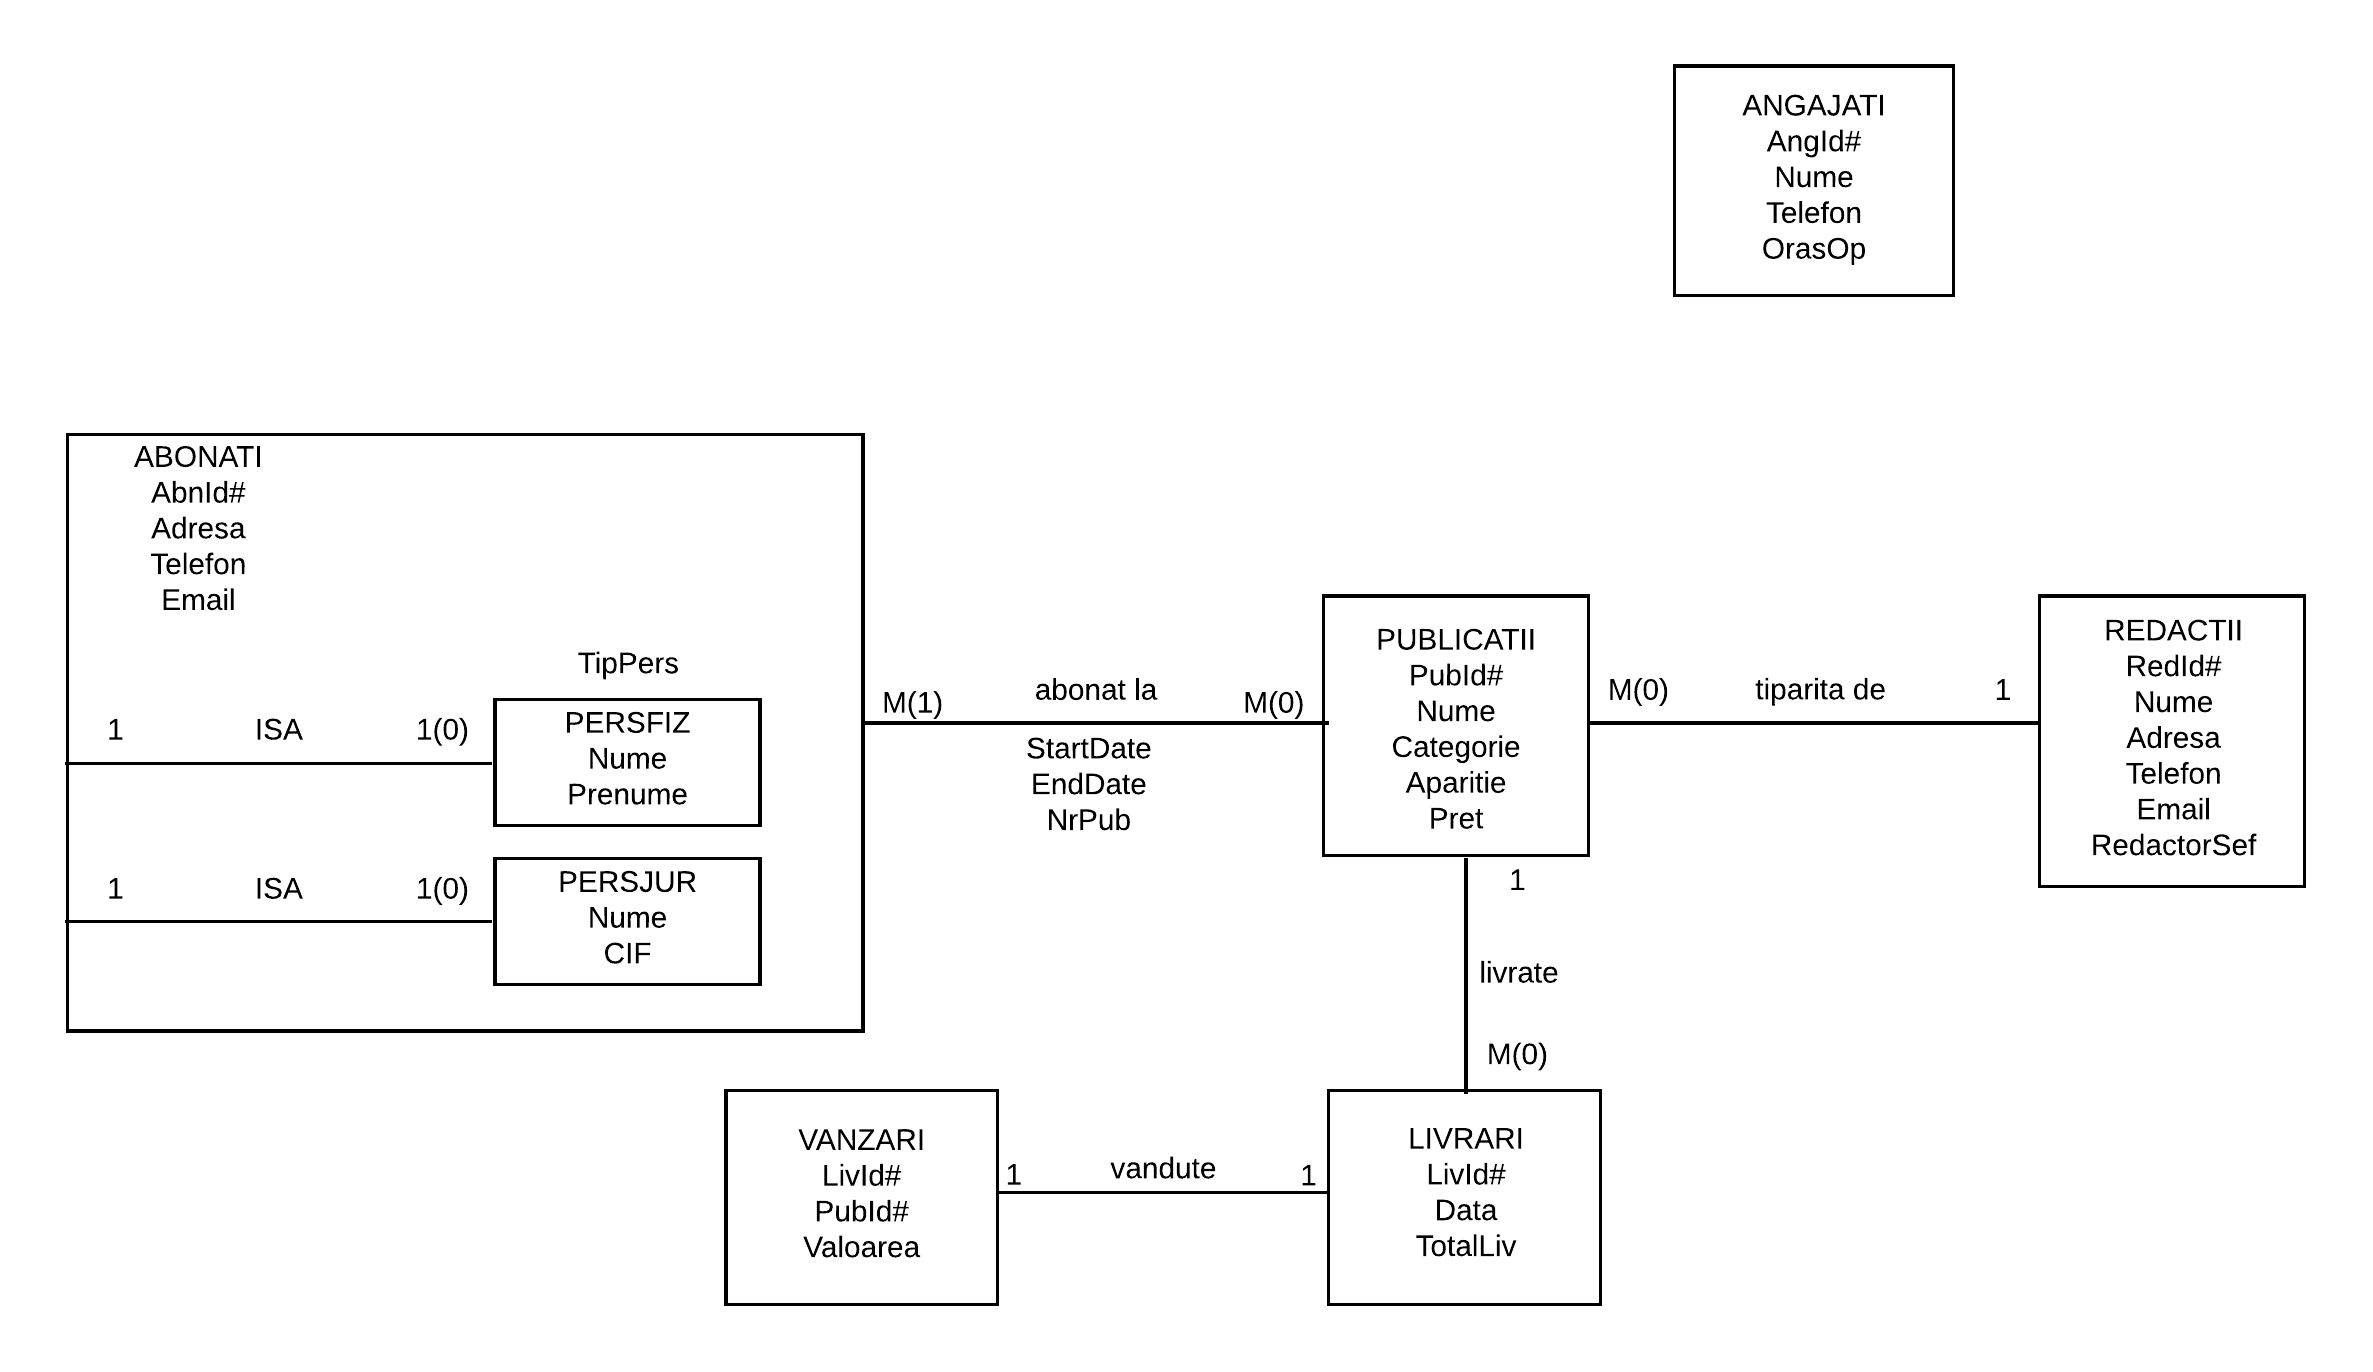 ANGAJATI
AngId#
Nume
Telefon
OrasOp
ABONATI
AbnId#
Adresa
Telefon
Email
TipPers
1 ISA 1(0)
PERSFIZ
Nume
Prenume
1 ISA 1(0)
PERSJUR
Nume
CIF
M(1) abonat la M(0)
StartDate
EndDate
NrPub
PUBLICATII
PubId#
Nume
Categorie
Aparitie
Pret
M(0) tiparita de 1
REDACTII
RedId#
Nume
Adresa
Telefon
Email
RedactorSef
1
livrate
M(0)
VANZARI
LivId#
PubId#
Valoarea
1 vandute 1
LIVRARI
LivId#
Data
TotalLiv